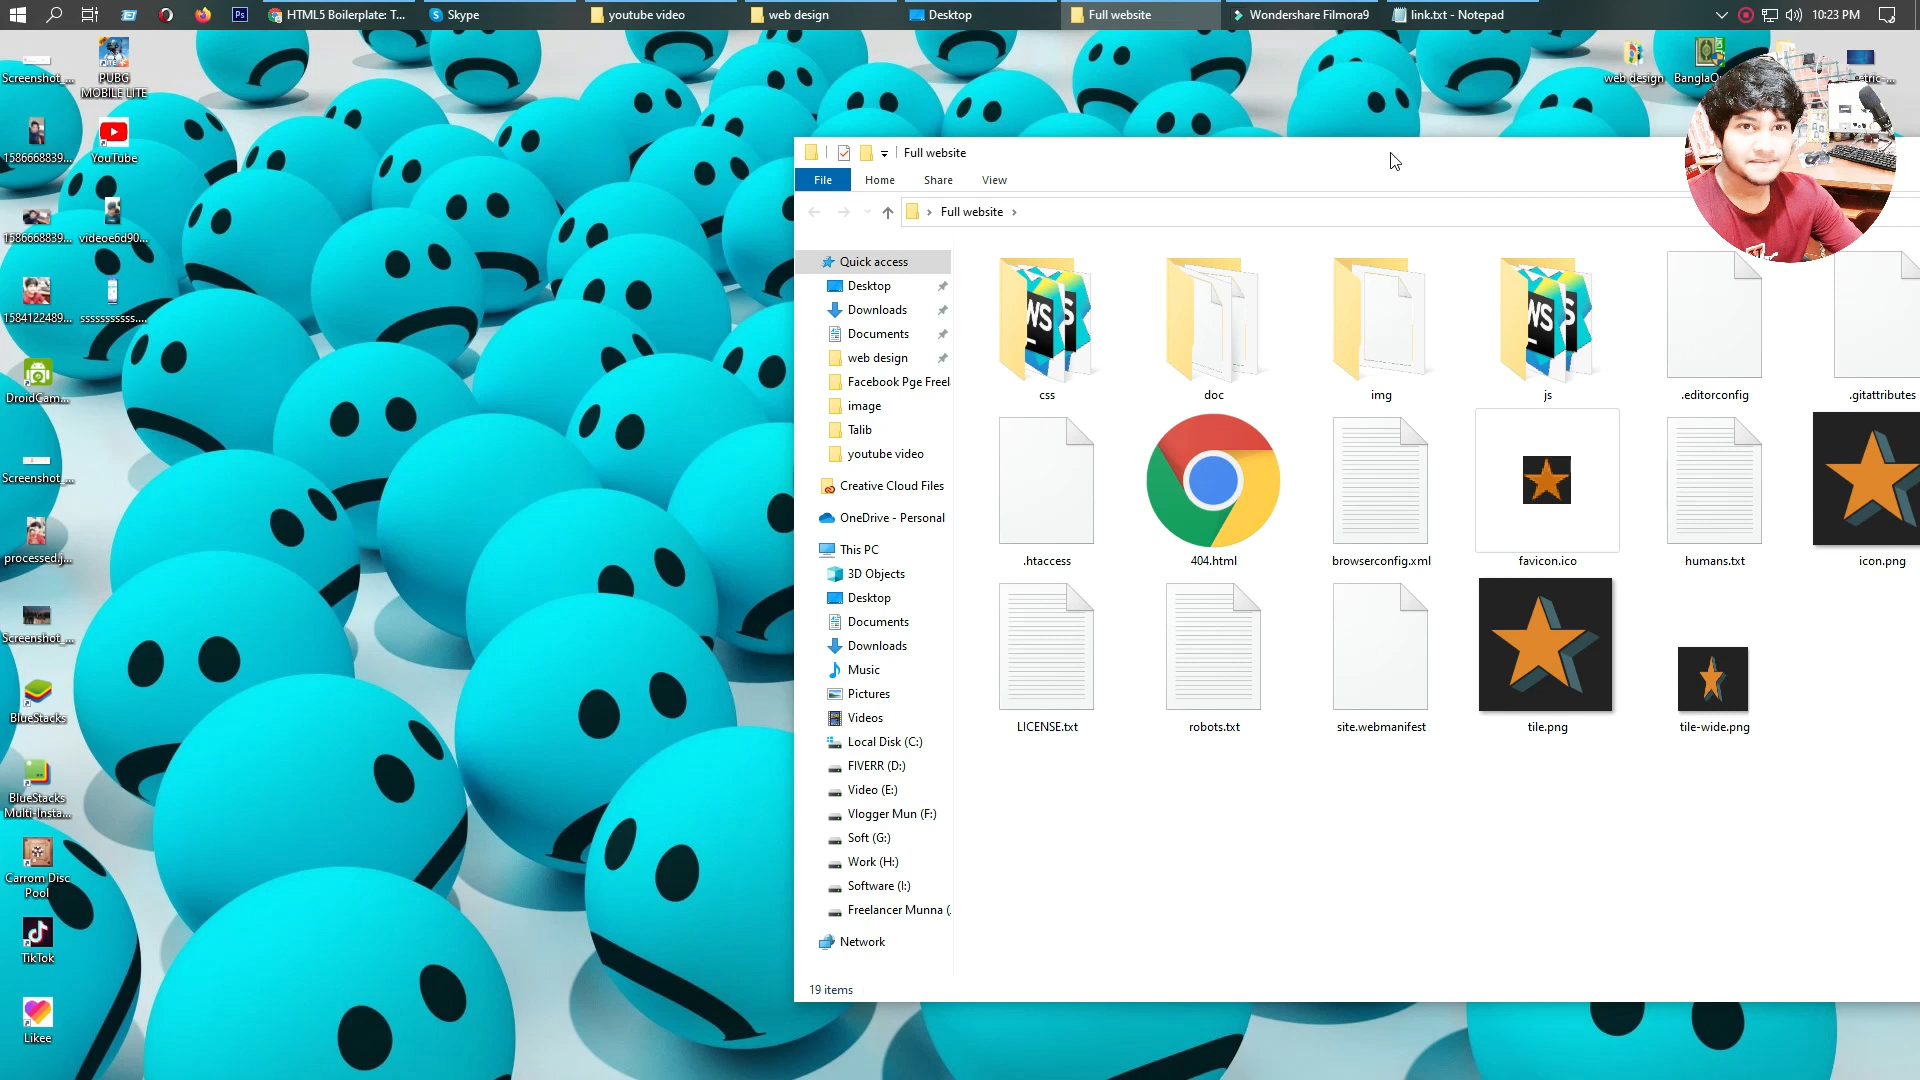 HTML5 Boilerplate: T...
Skype
youtube video
web design
Desktop
Full website
Wondershare Filmora9
link.txt - Notepad
10:23 PM
Screenshot_...
PUBG
MOBILE LITE
1586668839...
YouTube
1586668839...
videoe6d90...
1584122489...
sssssssssss....
DroidCam...
Screenshot_...
processed.j...
Screenshot_...
BlueStacks
BlueStacks
Multi-Insta...
Carrom Disc
Pool
TikTok
Likee
web design
Full website
File
Home
Share
View
Full website
Quick access
Desktop
Downloads
Documents
web design
Facebook Pge Freel
image
Talib
youtube video
Creative Cloud Files
OneDrive - Personal
This PC
3D Objects
Desktop
Documents
Downloads
Music
Pictures
Videos
Local Disk (C:)
FIVERR (D:)
Video (E:)
Vlogger Mun (F:)
Soft (G:)
Work (H:)
Software (I:)
Freelancer Munna (
Network
css
doc
img
js
.editorconfig
.gitattributes
.htaccess
404.html
browserconfig.xml
favicon.ico
humans.txt
icon.png
LICENSE.txt
robots.txt
site.webmanifest
tile.png
tile-wide.png
19 items